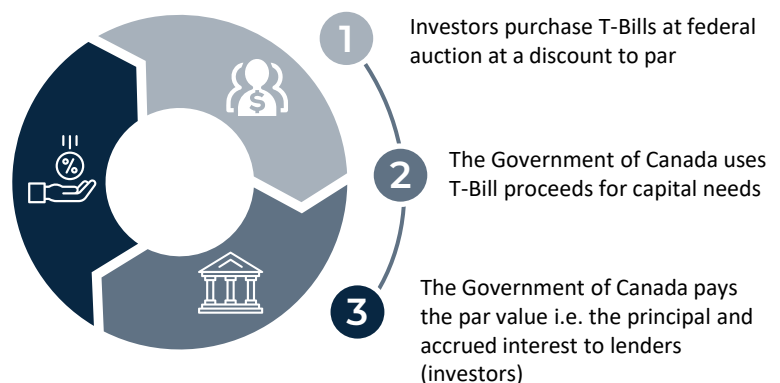 1
Investors purchase T-Bills at federal
auction at a discount to par
$
%
2
The Government of Canada uses
T-Bill proceeds for capital needs
3
The Government of Canada pays
the par value i.e. the principal and
accrued interest to lenders
(investors)